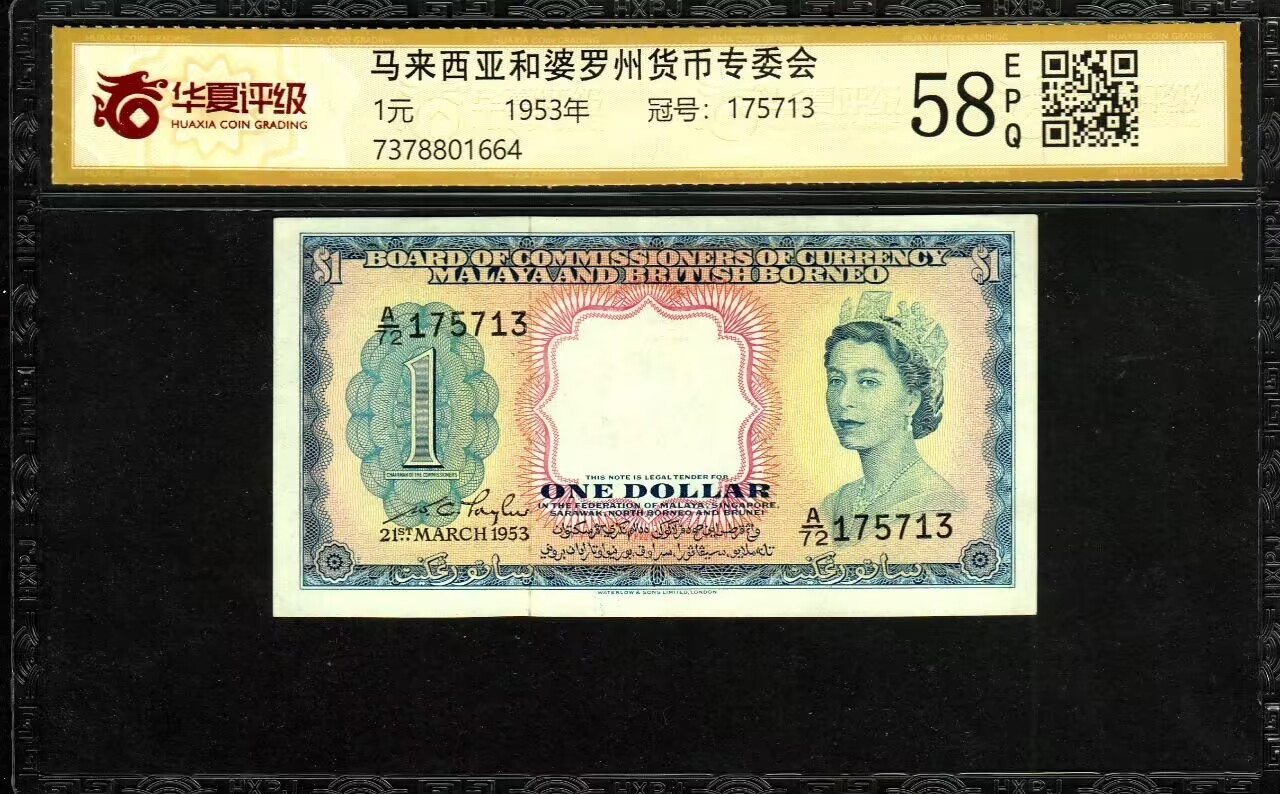 华夏评级
HUAXIA COIN GRADING
马来西亚和婆罗州货币专委会
1元 1953年 冠号: 175713
7378801664
58 EPQ
$1 BOARD OF COMMISSIONERS OF CURRENCY $1
MALAYA AND BRITISH BORNEO
A/72 175713
1
CHAIRMAN OF THE COMMISSIONERS
THIS NOTE IS LEGAL TENDER FOR
ONE DOLLAR
IN THE FEDERATION OF MALAYA, SINGAPORE,
SARAWAK, NORTH BORNEO AND BRUNEI
21ST MARCH 1953
A/72 175713
WATERLOW & SONS LIMITED, LONDON
HXPJ